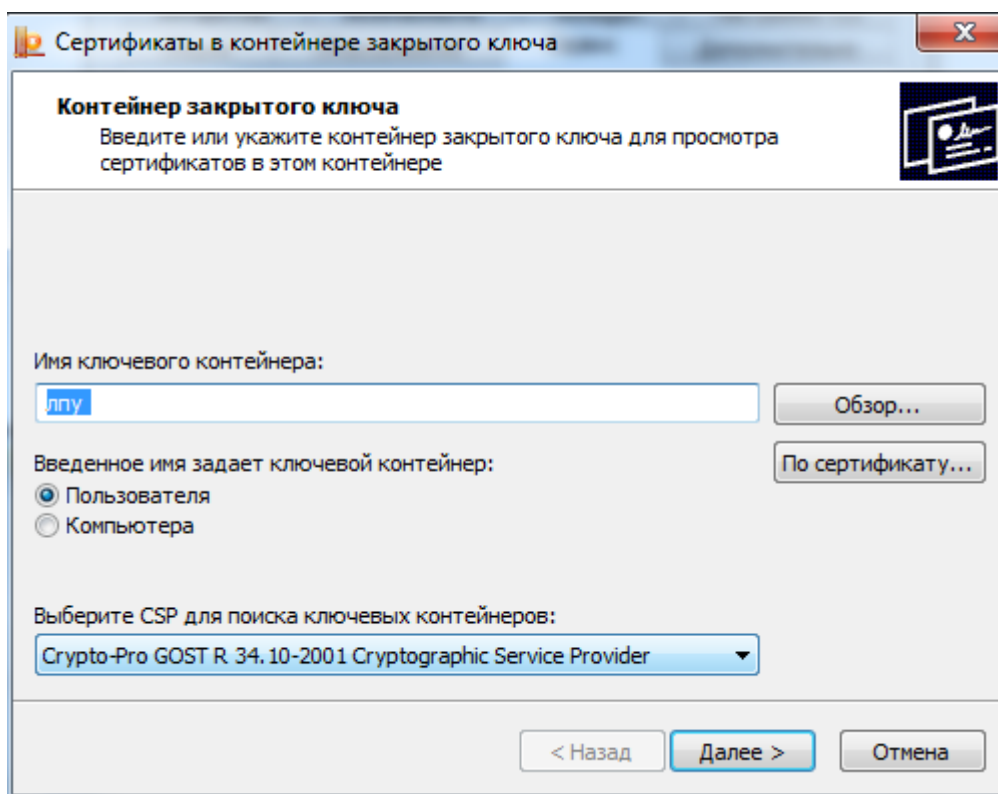 Сертификаты в контейнере закрытого ключа
Контейнер закрытого ключа
Введите или укажите контейнер закрытого ключа для просмотра
сертификатов в этом контейнере
Имя ключевого контейнера:
лпу
Обзор...
Введенное имя задает ключевой контейнер:
По сертификату...
Пользователя
Компьютера
Выберите CSP для поиска ключевых контейнеров:
Crypto-Pro GOST R 34.10-2001 Cryptographic Service Provider
< Назад
Далее >
Отмена